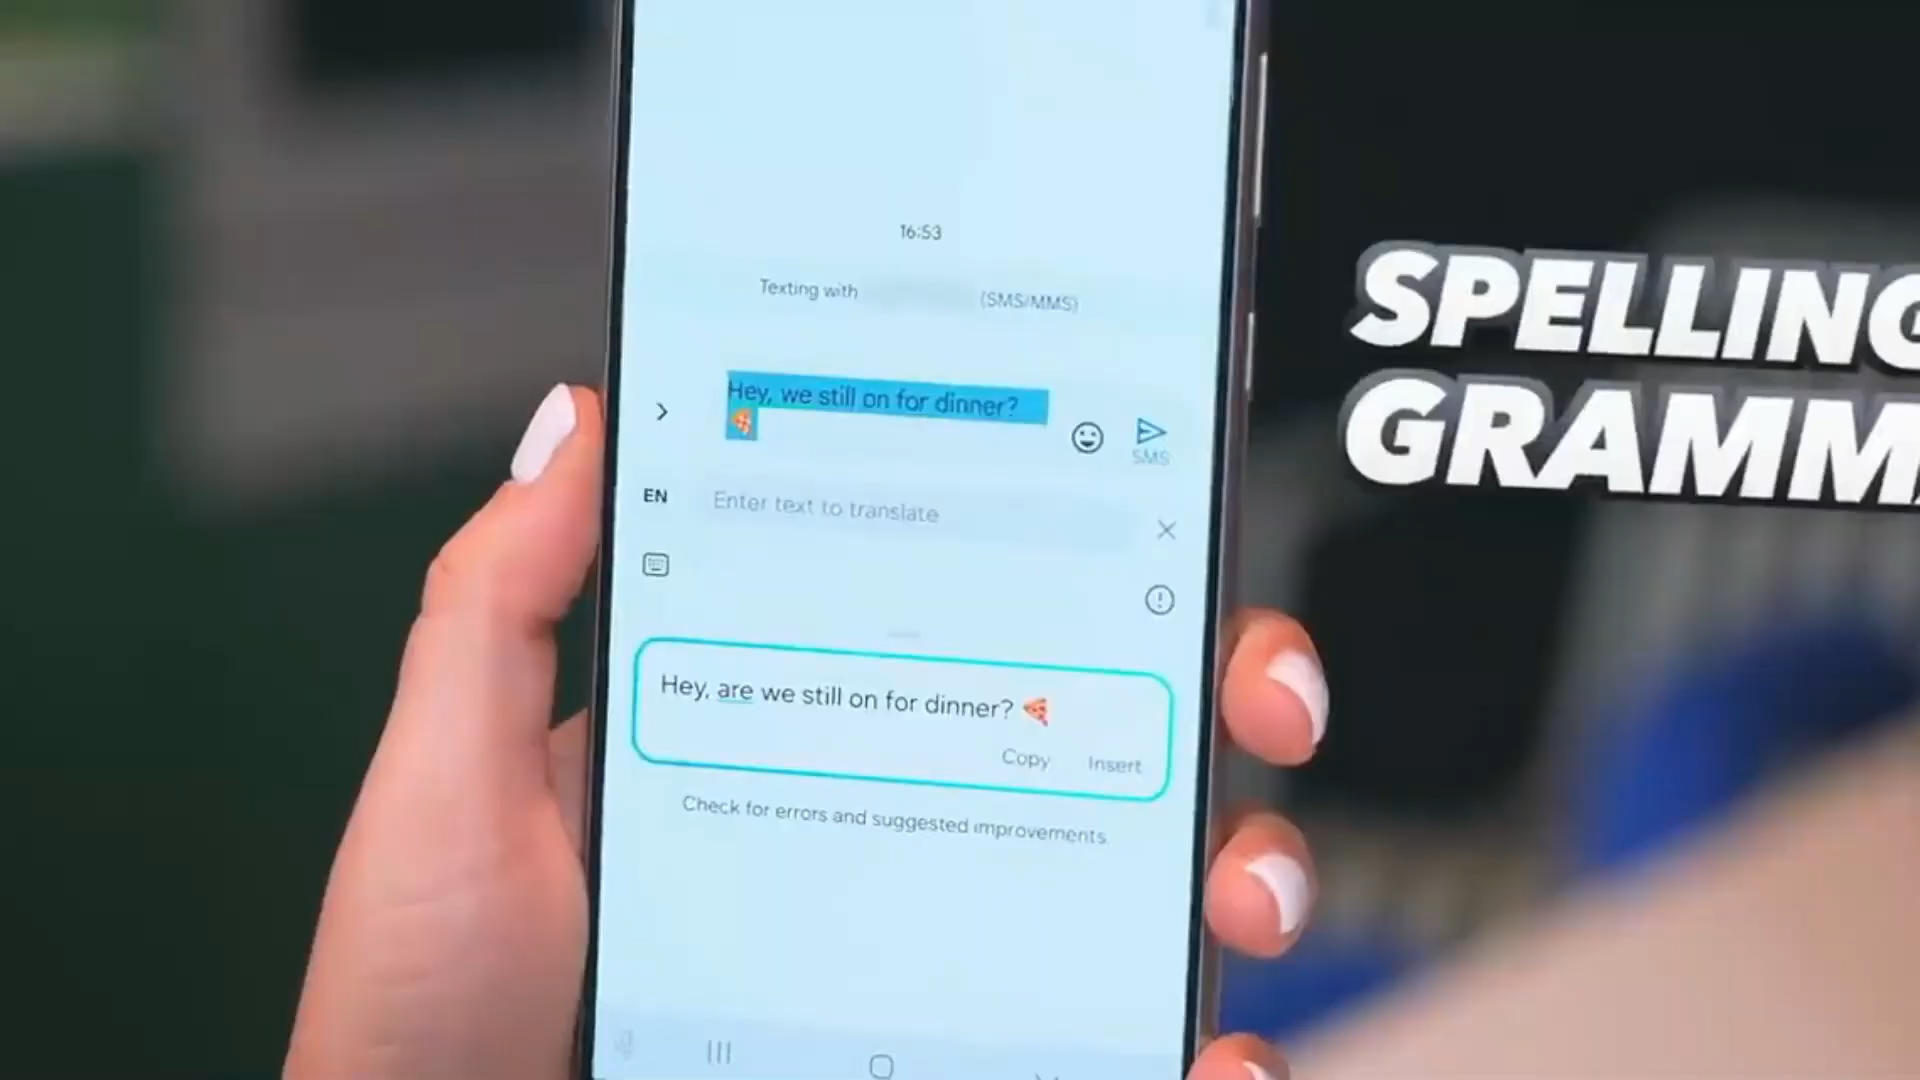 16:53
Texting with (SMS/MMS)
Hey, we still on for dinner?
🍕
SMS
EN
Enter text to translate
Hey, are we still on for dinner? 🍕
Copy Insert
Check for errors and suggested improvements.
SPELLING
GRAMM